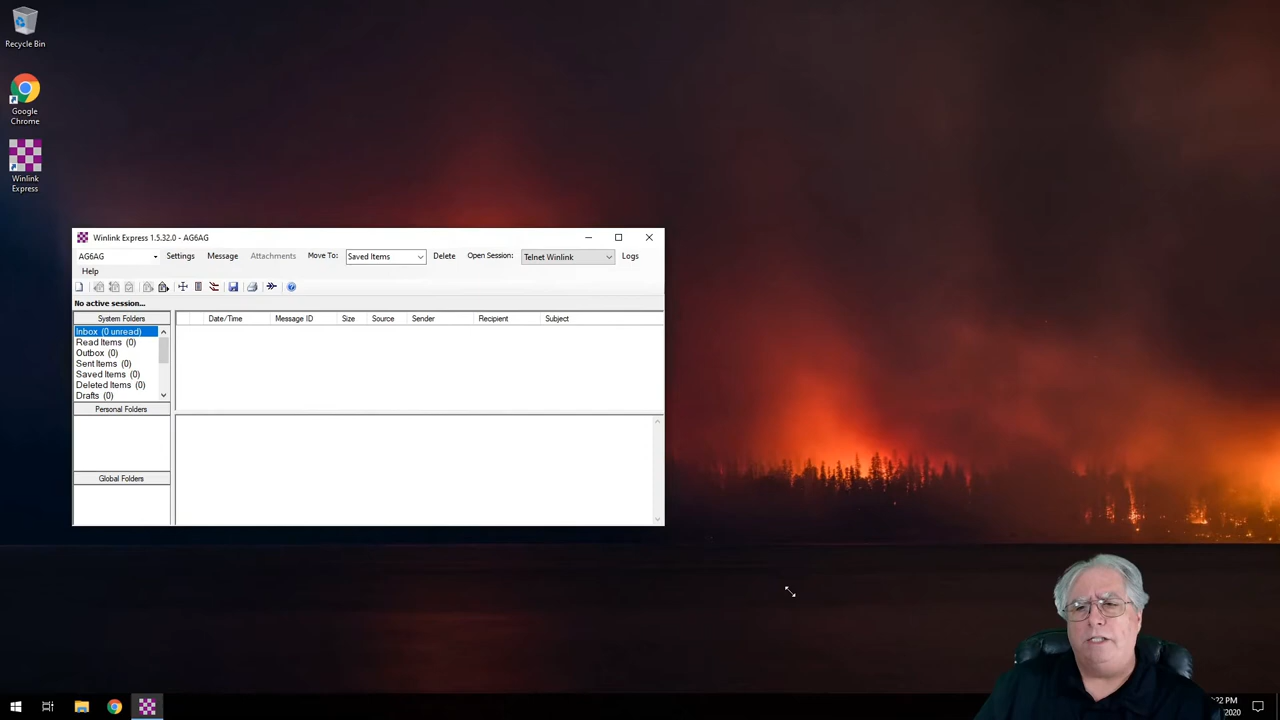 Recycle Bin
Google
Chrome
Winlink
Express
Winlink Express 1.5.32.0 - AG6AG
AG6AG Settings Message Attachments Move To: Saved Items Delete Open Session: Telnet Winlink Logs
Help
No active session...
System Folders
Date/Time Message ID Size Source Sender Recipient Subject
Inbox (0 unread)
Read Items (0)
Outbox (0)
Sent Items (0)
Saved Items (0)
Deleted Items (0)
Drafts (0)
Personal Folders
Global Folders
:22 PM
2020